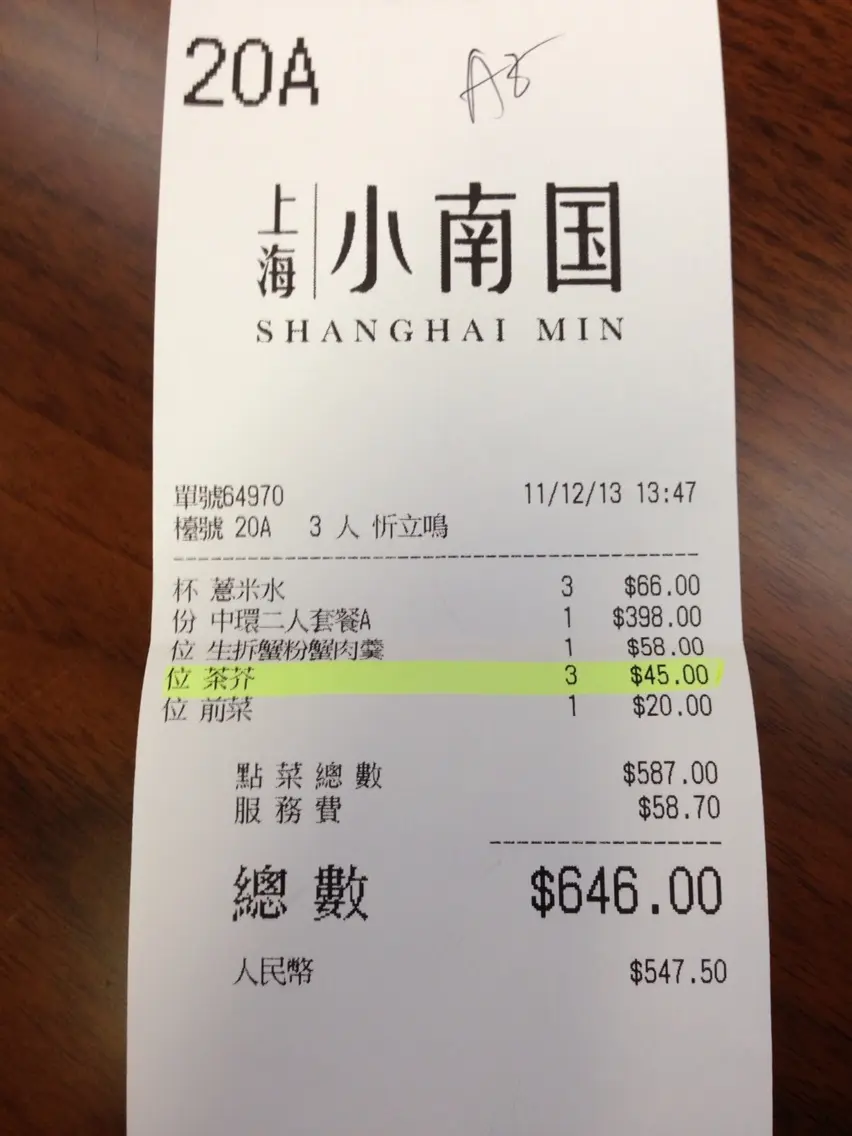 20A
上海 小南国
SHANGHAI MIN
單號64970 11/12/13 13:47
檯號 20A 3 人 忻立鳴
杯 薏米水 3 $66.00
份 中環二人套餐A 1 $398.00
位 生拆蟹粉蟹肉羹 1 $58.00
位 茶芥 3 $45.00
位 前菜 1 $20.00
點菜總數 $587.00
服務費 $58.70
總數 $646.00
人民幣 $547.50